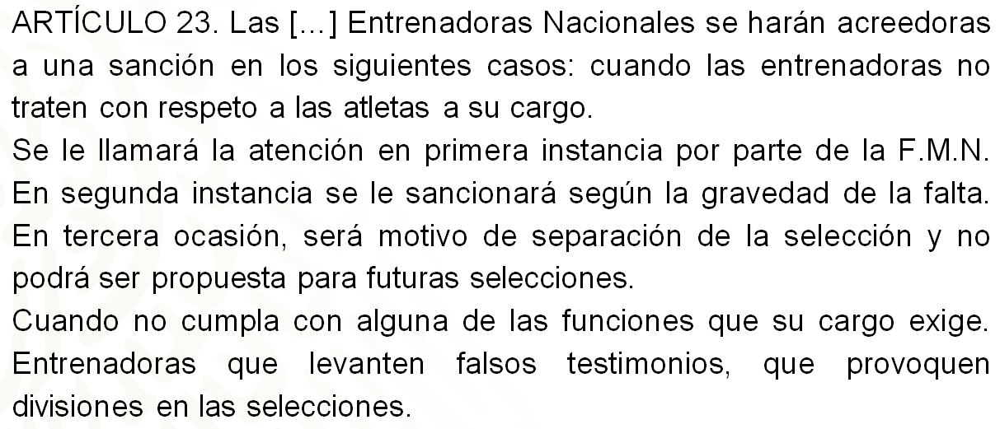 ARTÍCULO 23. Las [...] Entrenadoras Nacionales se harán acreedoras
a una sanción en los siguientes casos: cuando las entrenadoras no
traten con respeto a las atletas a su cargo.
Se le llamará la atención en primera instancia por parte de la F.M.N.
En segunda instancia se le sancionará según la gravedad de la falta.
En tercera ocasión, será motivo de separación de la selección y no
podrá ser propuesta para futuras selecciones.
Cuando no cumpla con alguna de las funciones que su cargo exige.
Entrenadoras que levanten falsos testimonios, que provoquen
divisiones en las selecciones.